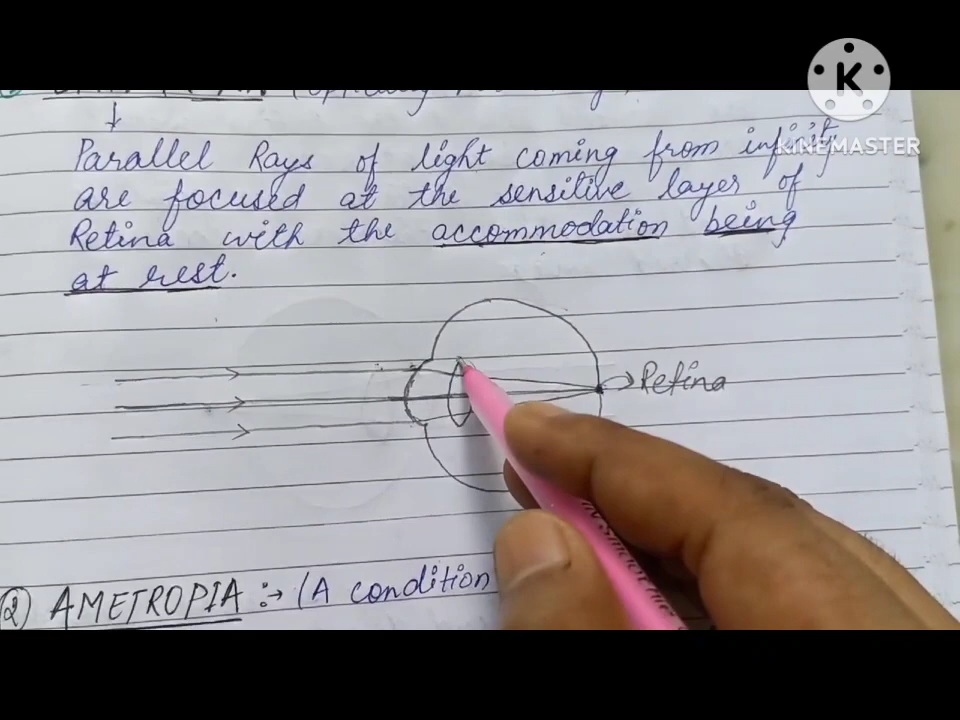 KINEMASTER
Parallel Rays of light coming from infinity
are focused at the sensitive layer of
Retina with the accommodation being
at rest.
Retina
② AMETROPIA :→ (A condition